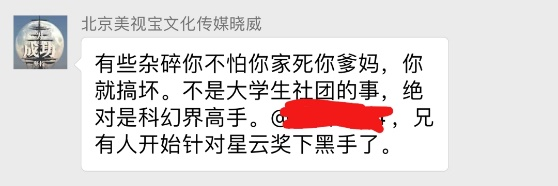 北京美视宝文化传媒晓威
有些杂碎你不怕你家死你爹妈，你
就搞坏。不是大学生社团的事，绝
对是科幻界高手。@，兄
有人开始针对星云奖下黑手了。